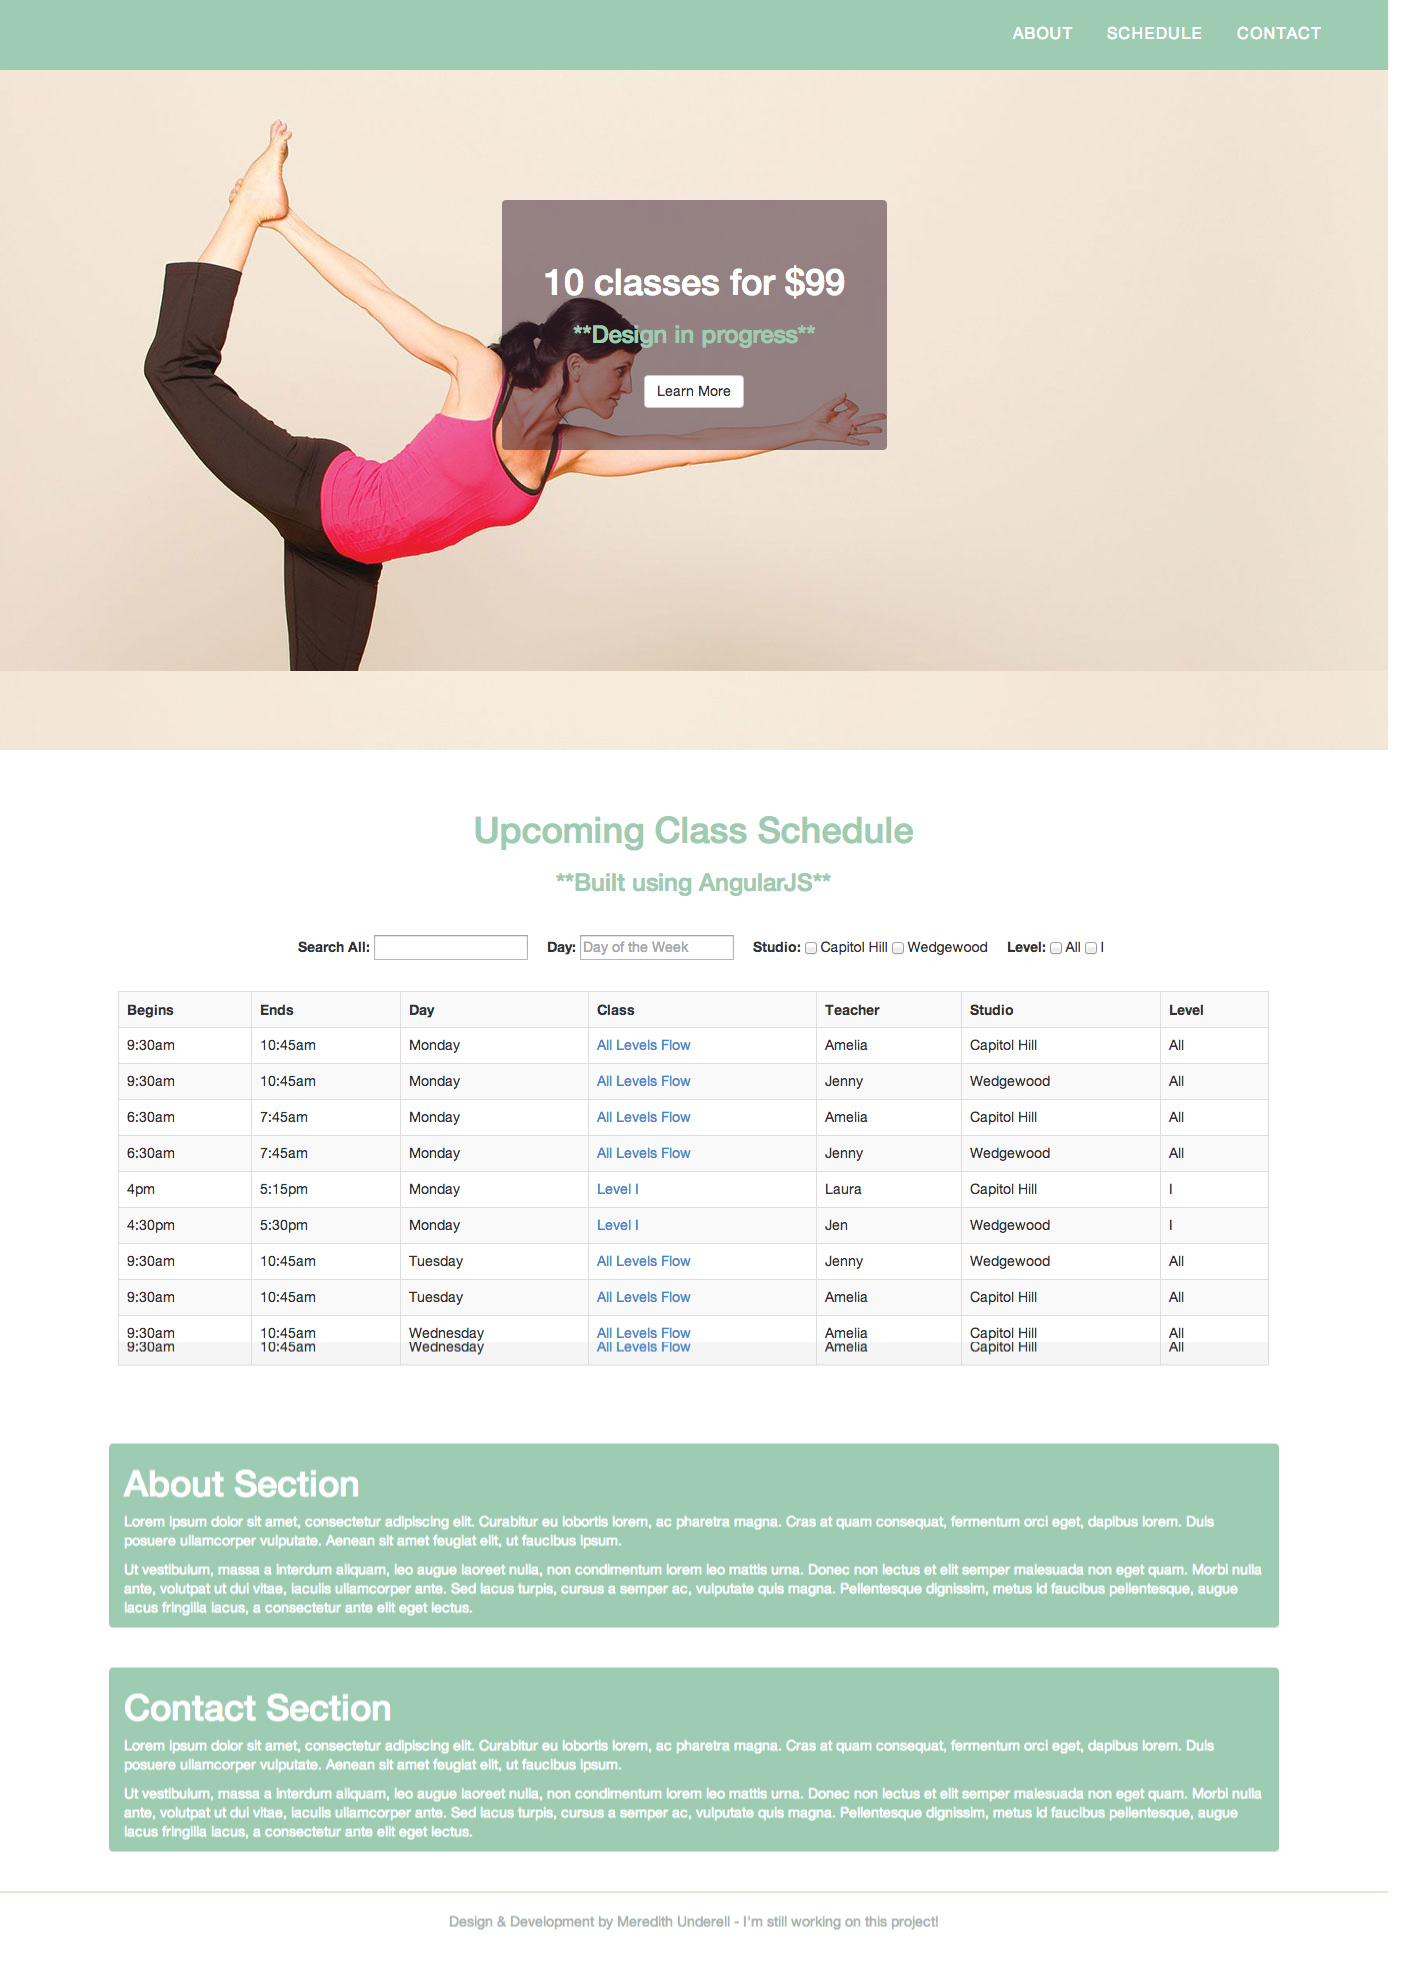 ABOUT SCHEDULE CONTACT
10 classes for $99
**Design in progress**
Learn More
Upcoming Class Schedule
**Built using AngularJS**
Search All: Day: Day of the Week Studio: Capitol Hill Wedgewood Level: All I
Begins Ends Day Class Teacher Studio Level
9:30am 10:45am Monday All Levels Flow Amelia Capitol Hill All
9:30am 10:45am Monday All Levels Flow Jenny Wedgewood All
6:30am 7:45am Monday All Levels Flow Amelia Capitol Hill All
6:30am 7:45am Monday All Levels Flow Jenny Wedgewood All
4pm 5:15pm Monday Level I Laura Capitol Hill I
4:30pm 5:30pm Monday Level I Jen Wedgewood I
9:30am 10:45am Tuesday All Levels Flow Jenny Wedgewood All
9:30am 10:45am Tuesday All Levels Flow Amelia Capitol Hill All
9:30am 10:45am Wednesday All Levels Flow Amelia Capitol Hill All
9:30am 10:45am Wednesday All Levels Flow Amelia Capitol Hill All
About Section
Lorem ipsum dolor sit amet, consectetur adipiscing elit. Curabitur eu lobortis lorem, ac pharetra magna. Cras at quam consequat, fermentum orci eget, dapibus lorem. Duis
posuere ullamcorper vulputate. Aenean sit amet feugiat elit, ut faucibus ipsum.
Ut vestibulum, massa a interdum aliquam, leo augue laoreet nulla, non condimentum lorem leo mattis urna. Donec non lectus et elit semper malesuada non eget quam. Morbi nulla
ante, volutpat ut dui vitae, iaculis ullamcorper ante. Sed lacus turpis, cursus a semper ac, vulputate quis magna. Pellentesque dignissim, metus id faucibus pellentesque, augue
lacus fringilla lacus, a consectetur ante elit eget lectus.
Contact Section
Lorem ipsum dolor sit amet, consectetur adipiscing elit. Curabitur eu lobortis lorem, ac pharetra magna. Cras at quam consequat, fermentum orci eget, dapibus lorem. Duis
posuere ullamcorper vulputate. Aenean sit amet feugiat elit, ut faucibus ipsum.
Ut vestibulum, massa a interdum aliquam, leo augue laoreet nulla, non condimentum lorem leo mattis urna. Donec non lectus et elit semper malesuada non eget quam. Morbi nulla
ante, volutpat ut dui vitae, iaculis ullamcorper ante. Sed lacus turpis, cursus a semper ac, vulputate quis magna. Pellentesque dignissim, metus id faucibus pellentesque, augue
lacus fringilla lacus, a consectetur ante elit eget lectus.
Design & Development by Meredith Underell - I'm still working on this project!